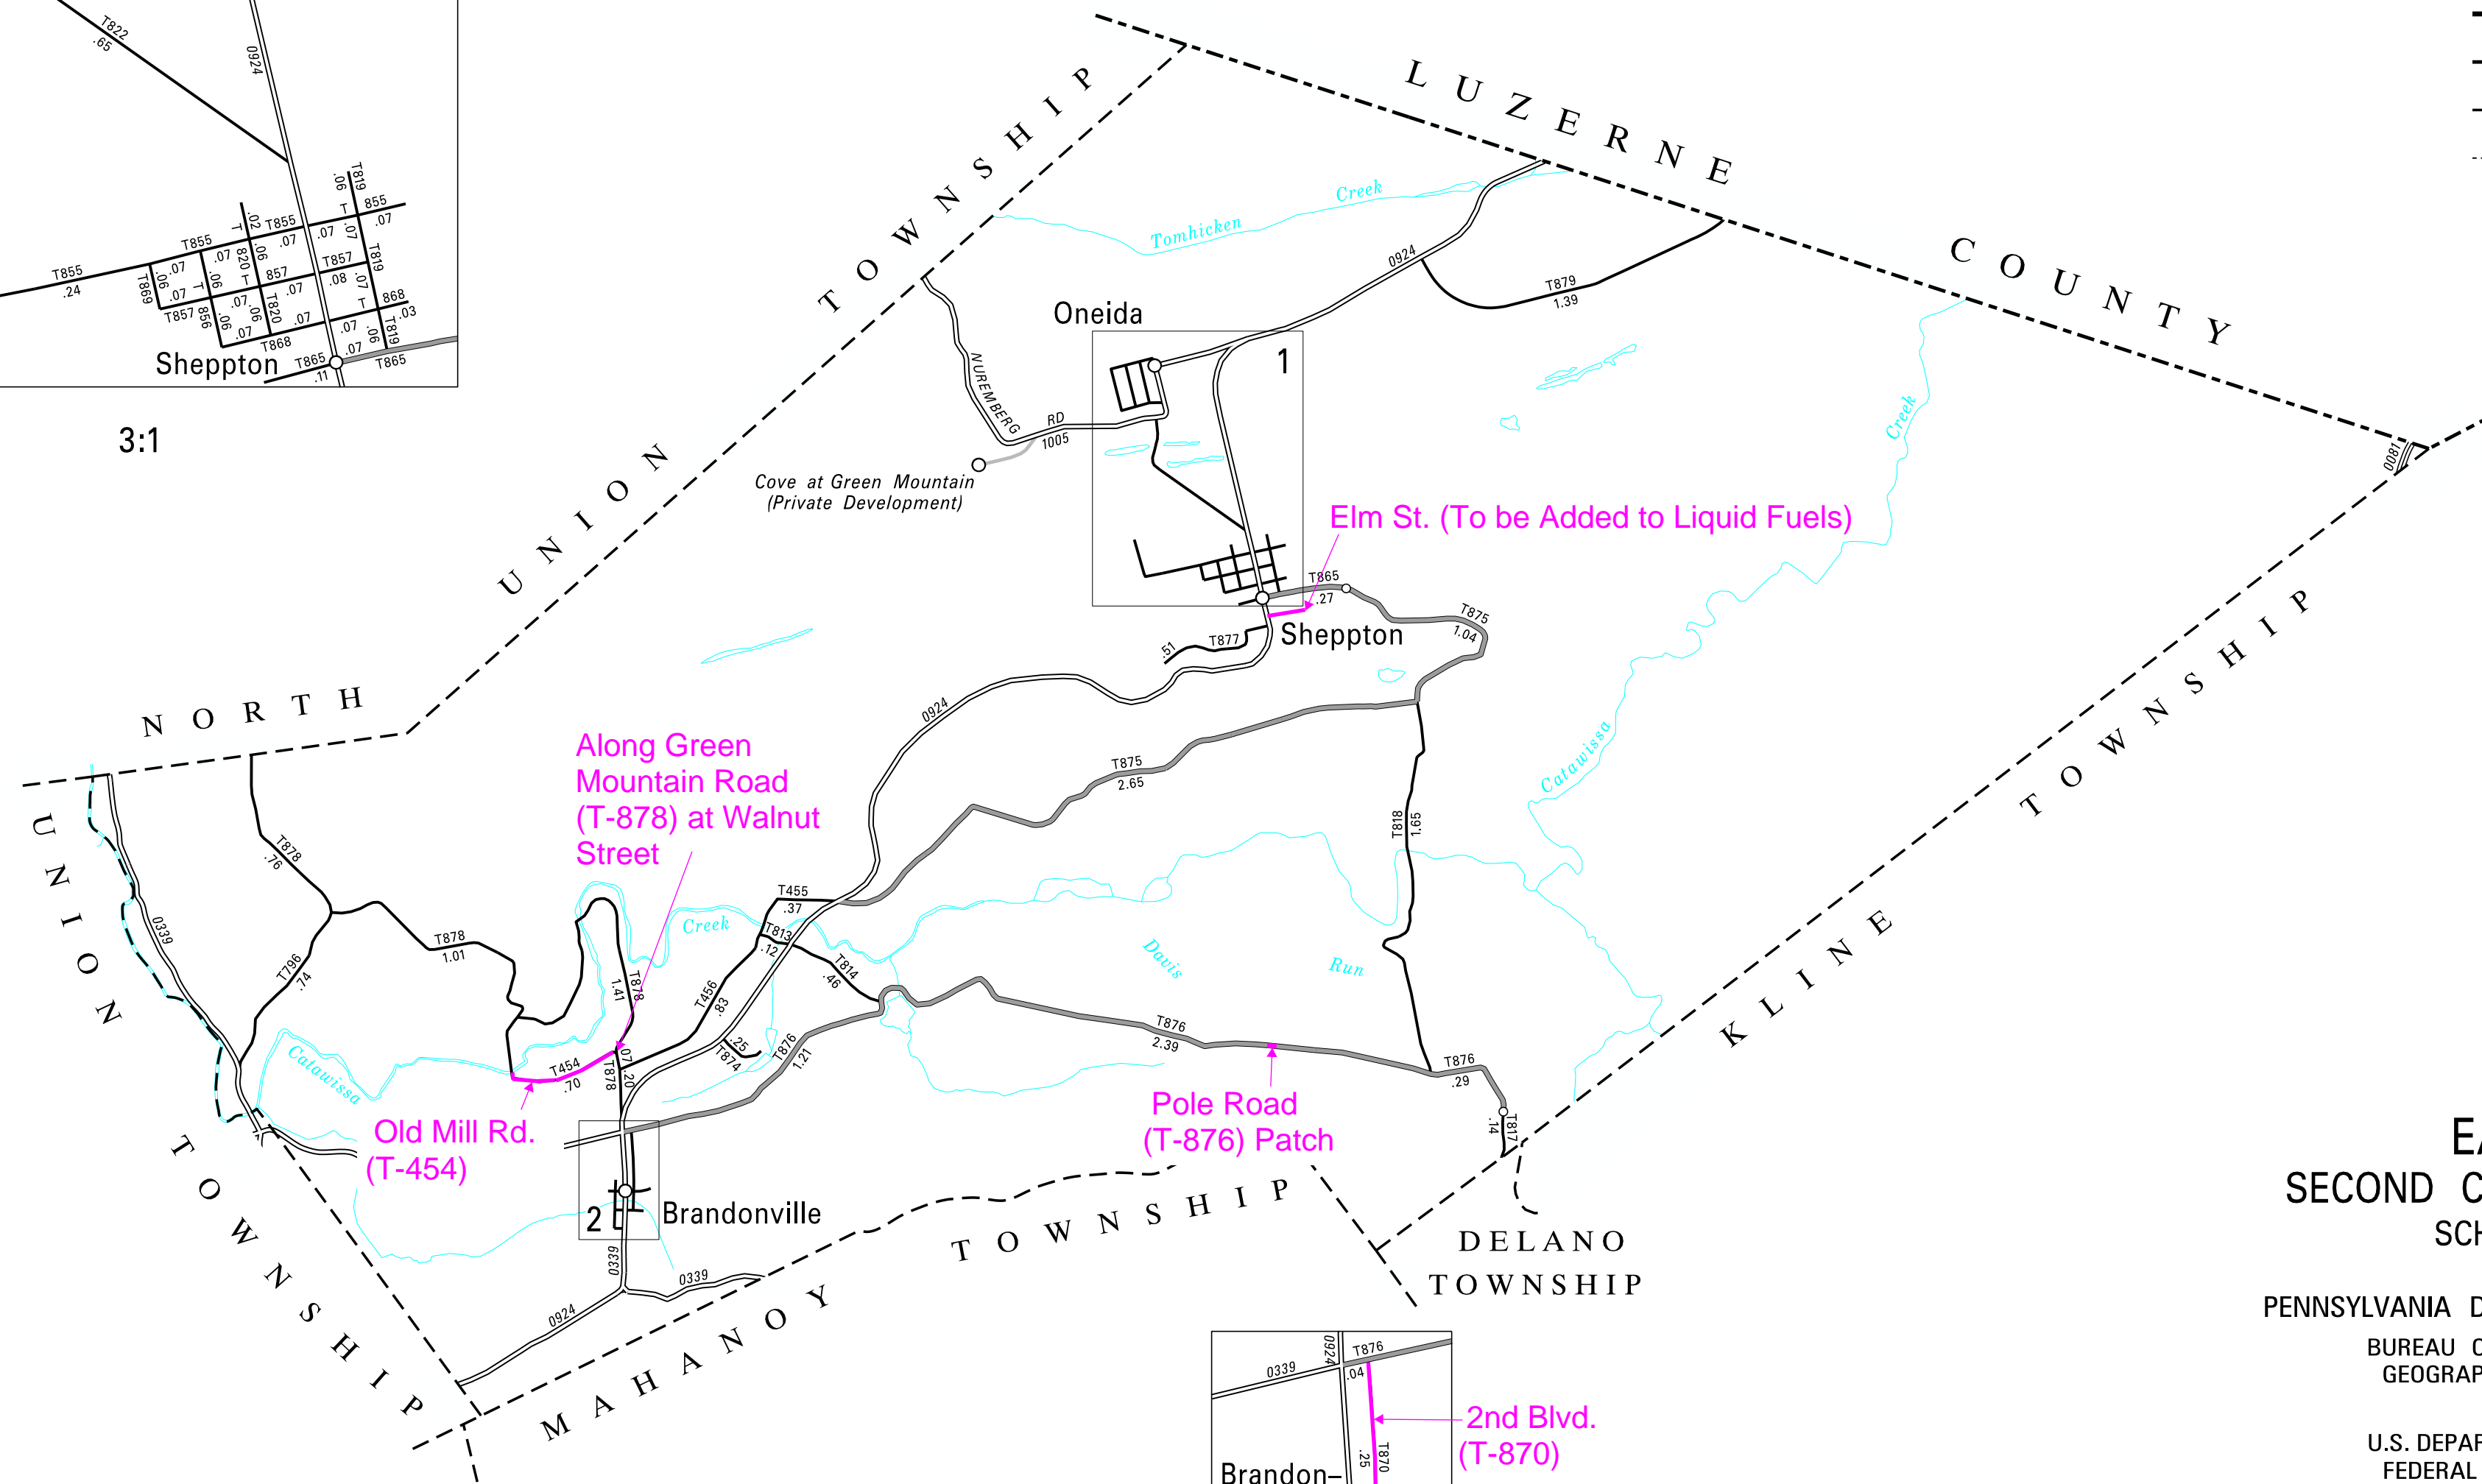 T822
.65
0924
T819
.06
T 855
.07
.02
T
T855
.07
.07
.07
T855
.07
820
.06
T819
T855
.24
T869
.06
.07
.06
T 857
.07
T857
.08
.07
T857
T 856
.06
.07
.06
T820
.07
T 868
.03
.07
.07
T868
.06
T819
Sheppton
T865
.11
.07
T865
3:1
LUZERNE
COUNTY
NORTH
UNION
TOWNSHIP
Tomhicken
Creek
0924
T879
1.39
Oneida
1
NUREMBERG
RD
1005
Cove at Green Mountain
(Private Development)
Creek
Catawissa
0081
Elm St. (To be Added to Liquid Fuels)
T865
.27
T875
1.04
Sheppton
T877
.51
0924
T875
2.65
T818
1.65
KLINE
TOWNSHIP
Along Green
Mountain Road
(T-878) at Walnut
Street
UNION
TOWNSHIP
0339
T878
.76
T796
.74
T878
1.01
T878
1.41
Creek
T455
.37
T813
.12
T814
.46
T456
.83
Davis
Run
Catawissa
T454
.70
.07
T878
.20
.25
T874
T876
1.21
T876
2.39
T876
.29
T817
.14
Old Mill Rd.
(T-454)
Pole Road
(T-876) Patch
2
Brandonville
0339
0339
0924
MAHANOY
TOWNSHIP
DELANO
TOWNSHIP
0339
0924
T876
.04
.25
T870
Brandon–
2nd Blvd.
(T-870)
EA
SECOND C
SCH
PENNSYLVANIA D
BUREAU O
GEOGRAP
U.S. DEPAR
FEDERAL